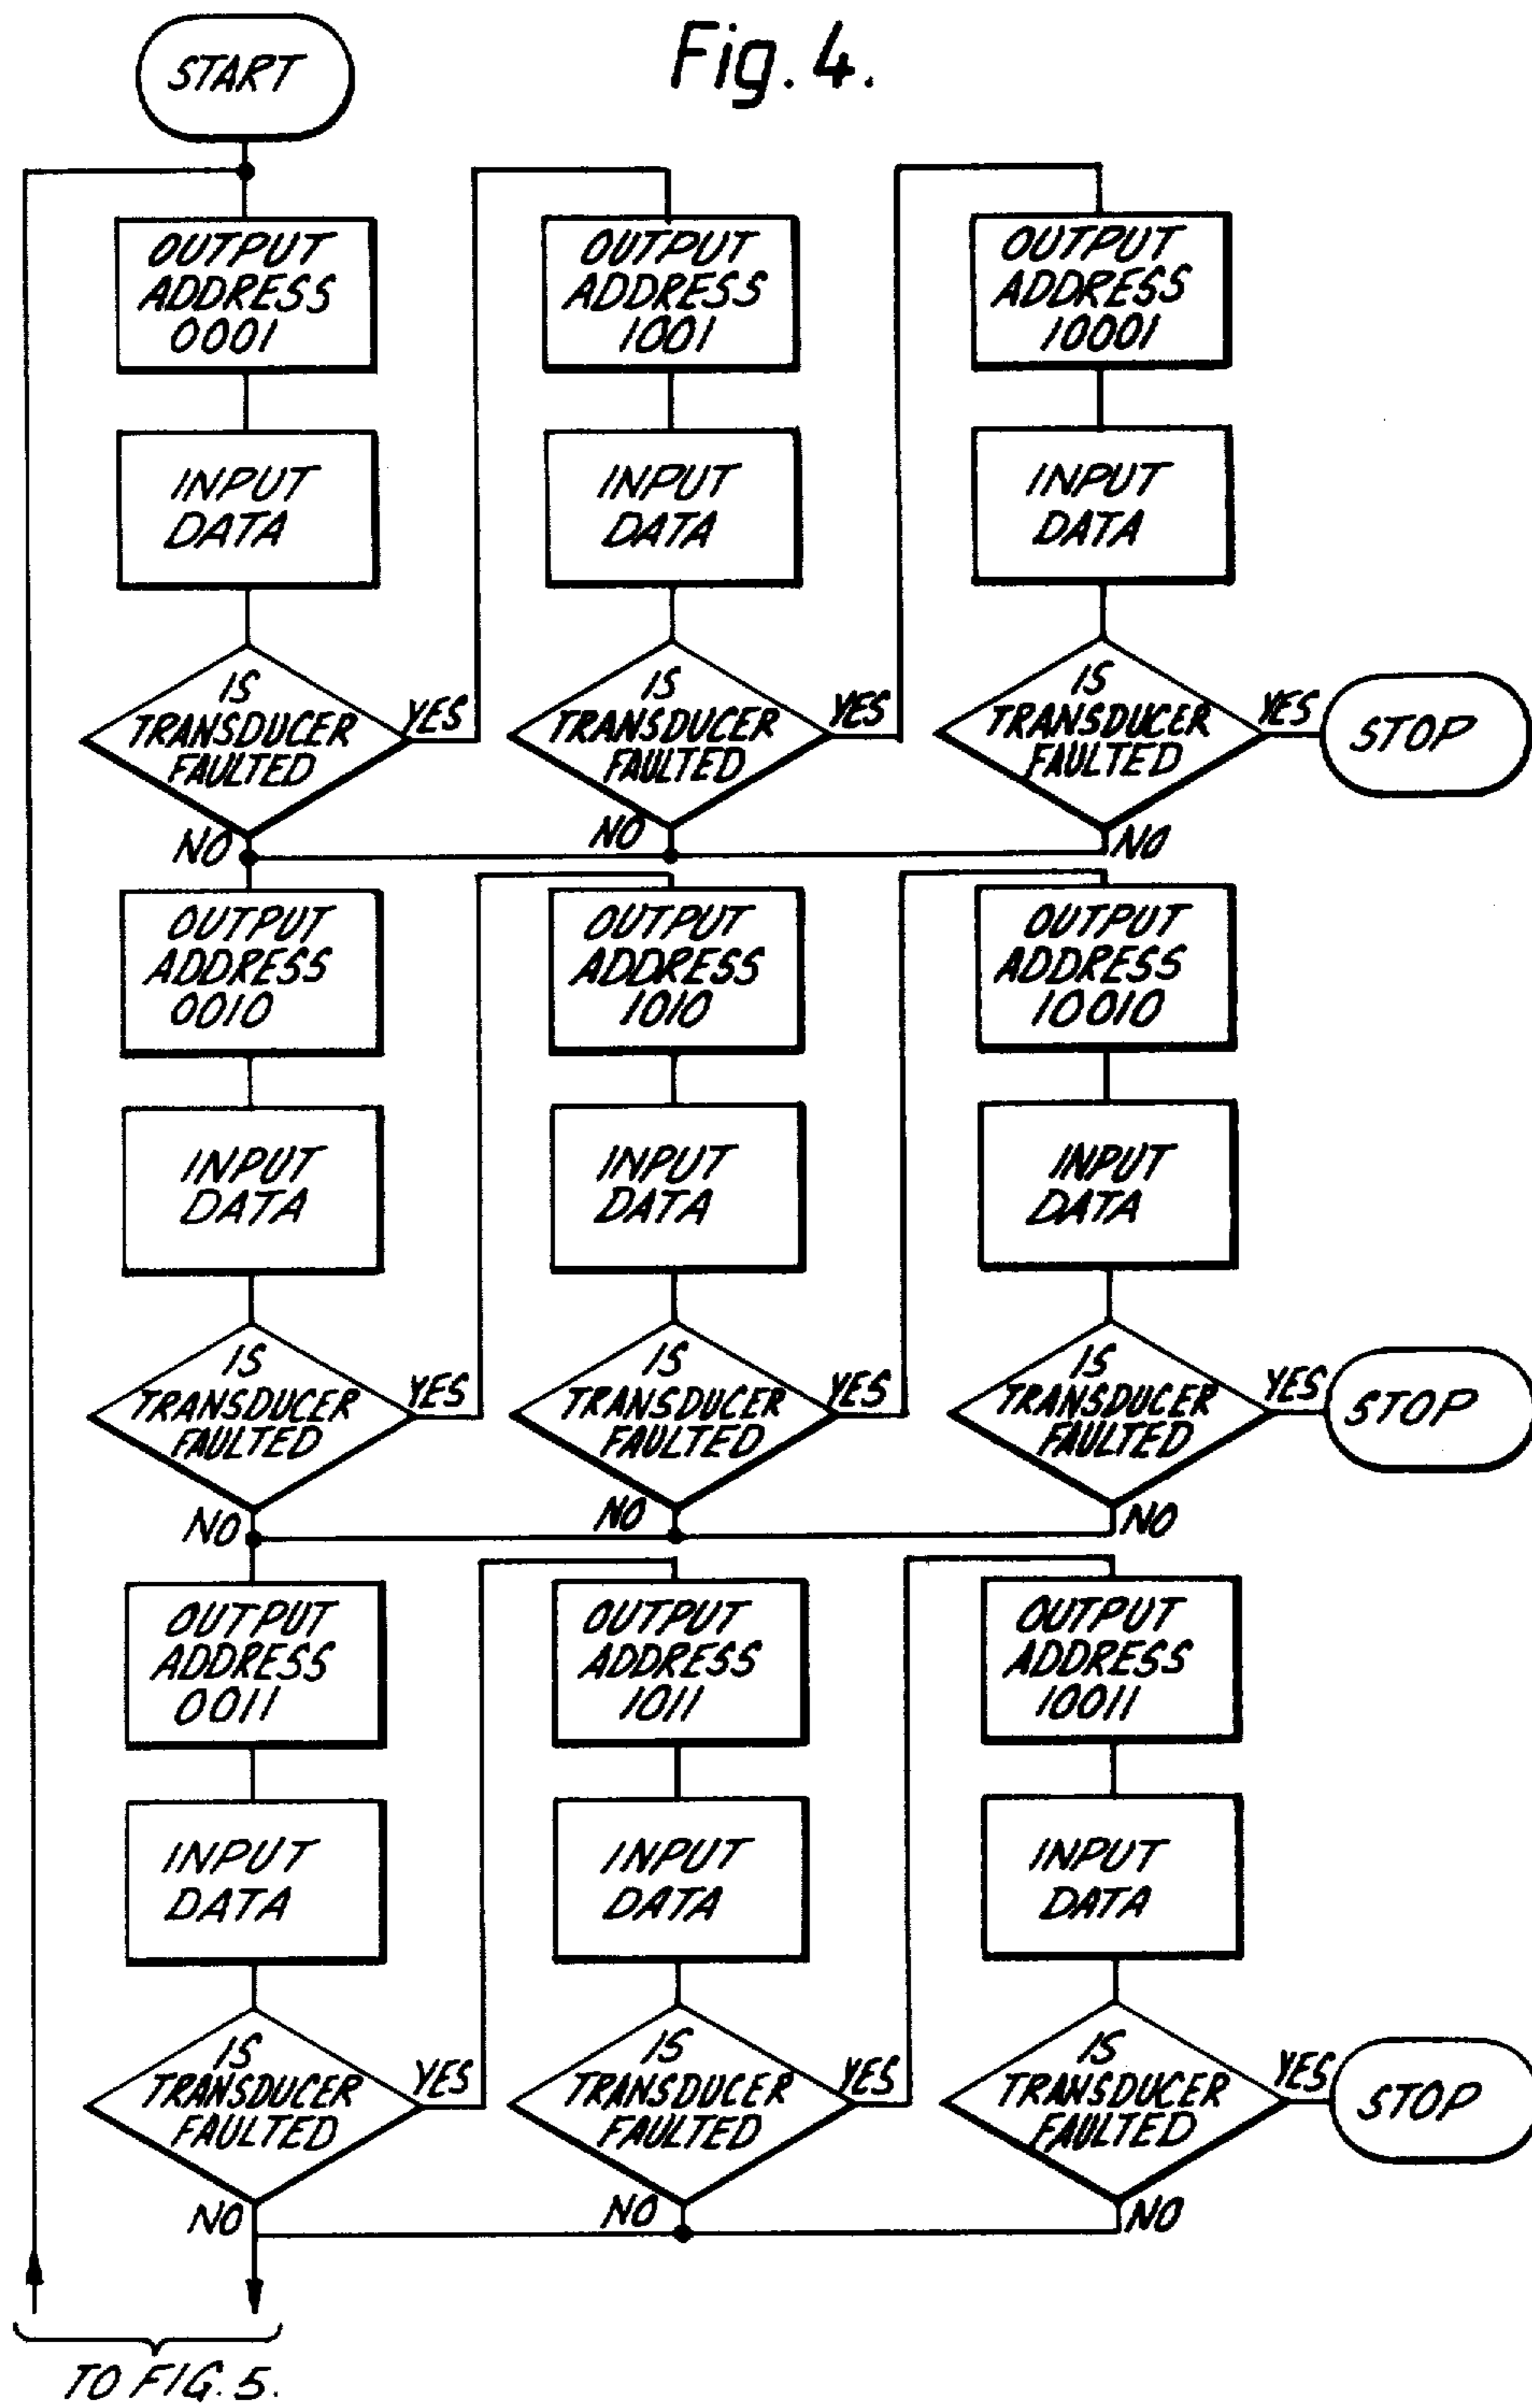 Fig. 4.
START
OUTPUT
ADDRESS
0001
INPUT
DATA
IS
TRANSDUCER
FAULTED
YES
NO
OUTPUT
ADDRESS
1001
INPUT
DATA
IS
TRANSDUCER
FAULTED
YES
NO
OUTPUT
ADDRESS
10001
INPUT
DATA
IS
TRANSDUCER
FAULTED
YES
STOP
NO
OUTPUT
ADDRESS
0010
INPUT
DATA
IS
TRANSDUCER
FAULTED
YES
NO
OUTPUT
ADDRESS
1010
INPUT
DATA
IS
TRANSDUCER
FAULTED
YES
NO
OUTPUT
ADDRESS
10010
INPUT
DATA
IS
TRANSDUCER
FAULTED
YES
STOP
NO
OUTPUT
ADDRESS
0011
INPUT
DATA
IS
TRANSDUCER
FAULTED
YES
NO
OUTPUT
ADDRESS
1011
INPUT
DATA
IS
TRANSDUCER
FAULTED
YES
NO
OUTPUT
ADDRESS
10011
INPUT
DATA
IS
TRANSDUCER
FAULTED
YES
STOP
NO
TO FIG. 5.